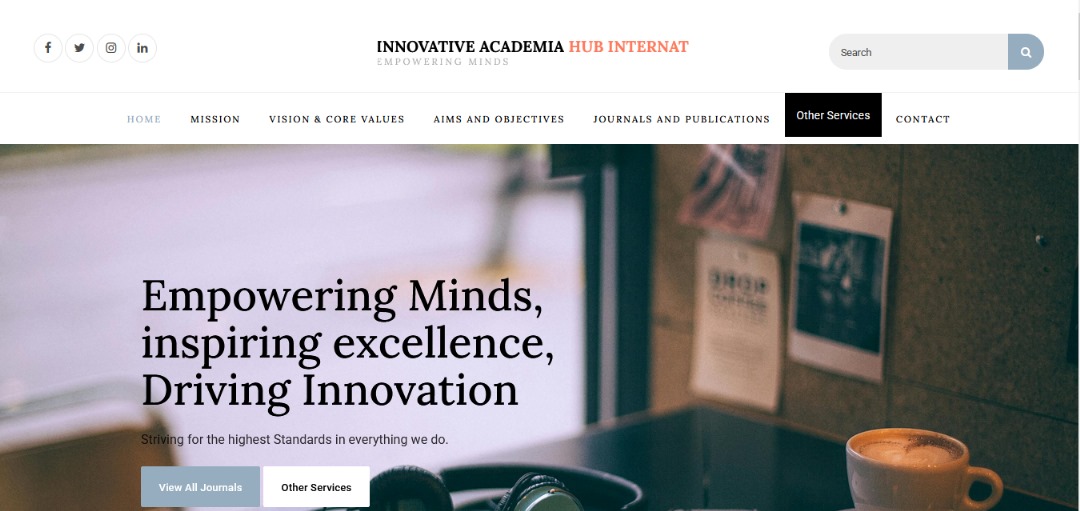 INNOVATIVE ACADEMIA HUB INTERNAT
EMPOWERING MINDS
Search
HOME MISSION VISION & CORE VALUES AIMS AND OBJECTIVES JOURNALS AND PUBLICATIONS Other Services CONTACT
Empowering Minds,
inspiring excellence,
Driving Innovation
Striving for the highest Standards in everything we do.
View All Journals Other Services
DROP